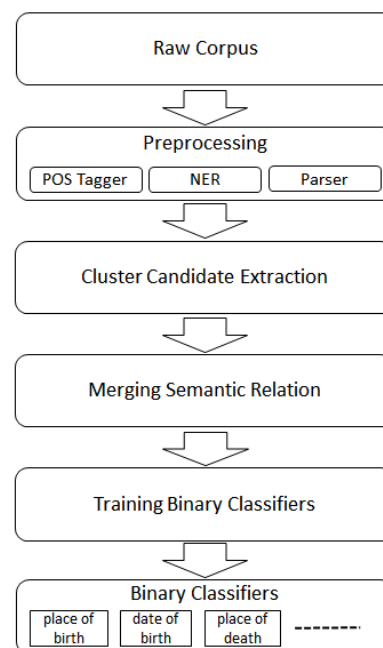 Raw Corpus
Preprocessing
POS Tagger NER Parser
Cluster Candidate Extraction
Merging Semantic Relation
Training Binary Classifiers
Binary Classifiers
place of birth date of birth place of death